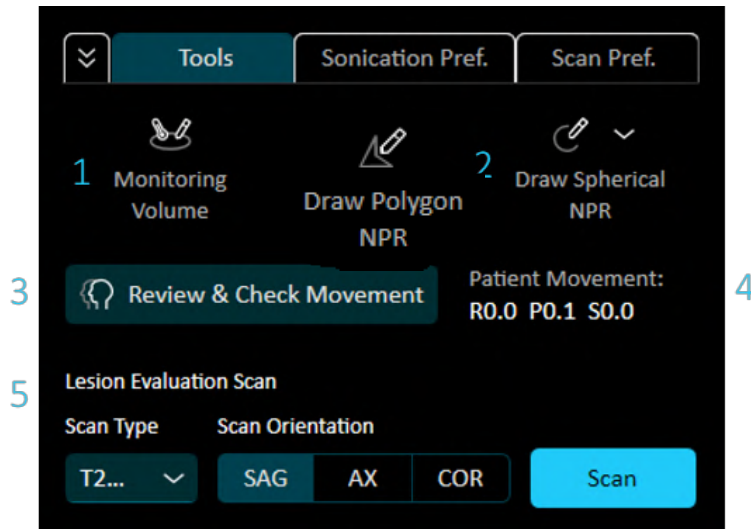 Tools Sonication Pref. Scan Pref.
1 Monitoring Volume
Draw Polygon NPR
2 Draw Spherical NPR
3 Review & Check Movement
Patient Movement: 4
R0.0 P0.1 S0.0
5 Lesion Evaluation Scan
Scan Type Scan Orientation
T2... SAG AX COR Scan